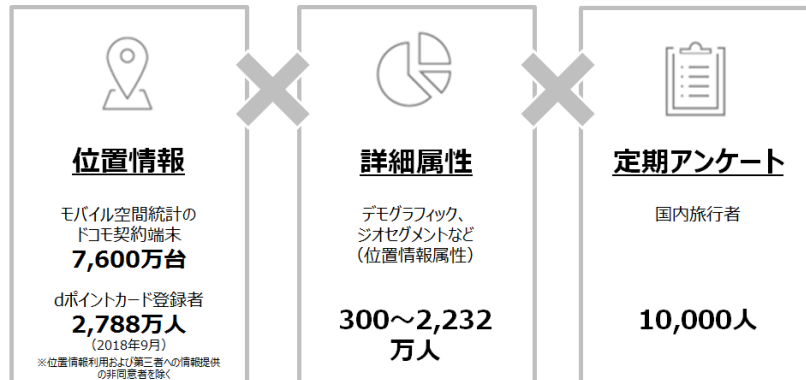 位置情報
モバイル空間統計の
ドコモ契約端末
7,600万台
dポイントカード登録者
2,788万人
(2018年9月)
※位置情報利用および第三者への情報提供
の非同意者を除く
詳細属性
デモグラフィック、
ジオセグメントなど
(位置情報属性)
300～2,232
万人
定期アンケート
国内旅行者
10,000人